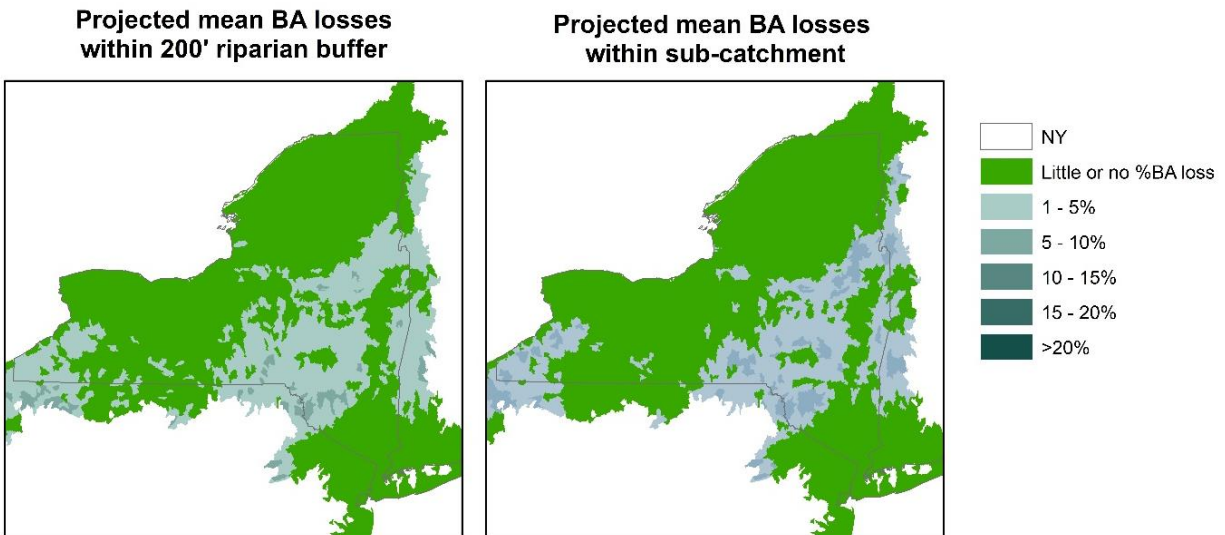 Projected mean BA losses
within 200' riparian buffer
Projected mean BA losses
within sub-catchment
NY
Little or no %BA loss
1 - 5%
5 - 10%
10 - 15%
15 - 20%
>20%